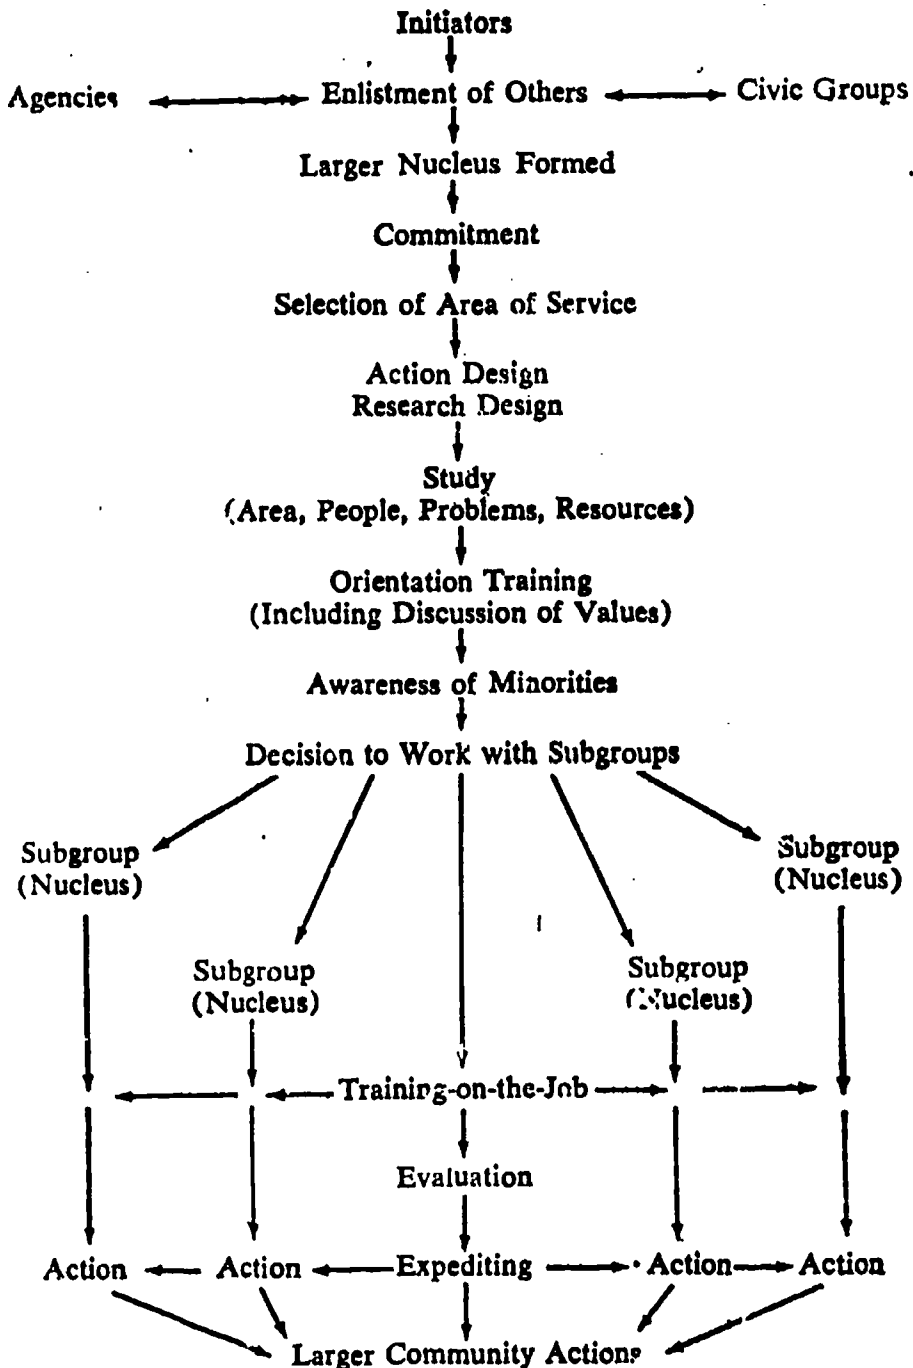 Initiators
Agencies Enlistment of Others Civic Groups
Larger Nucleus Formed
Commitment
Selection of Area of Service
Action Design
Research Design
Study
(Area, People, Problems, Resources)
Orientation Training
(Including Discussion of Values)
Awareness of Minorities
Decision to Work with Subgroups
Subgroup
(Nucleus)
Subgroup
(Nucleus)
Subgroup
(Nucleus)
Subgroup
(Nucleus)
Training-on-the-Job
Evaluation
Action Action Expediting Action Action
Larger Community Actions